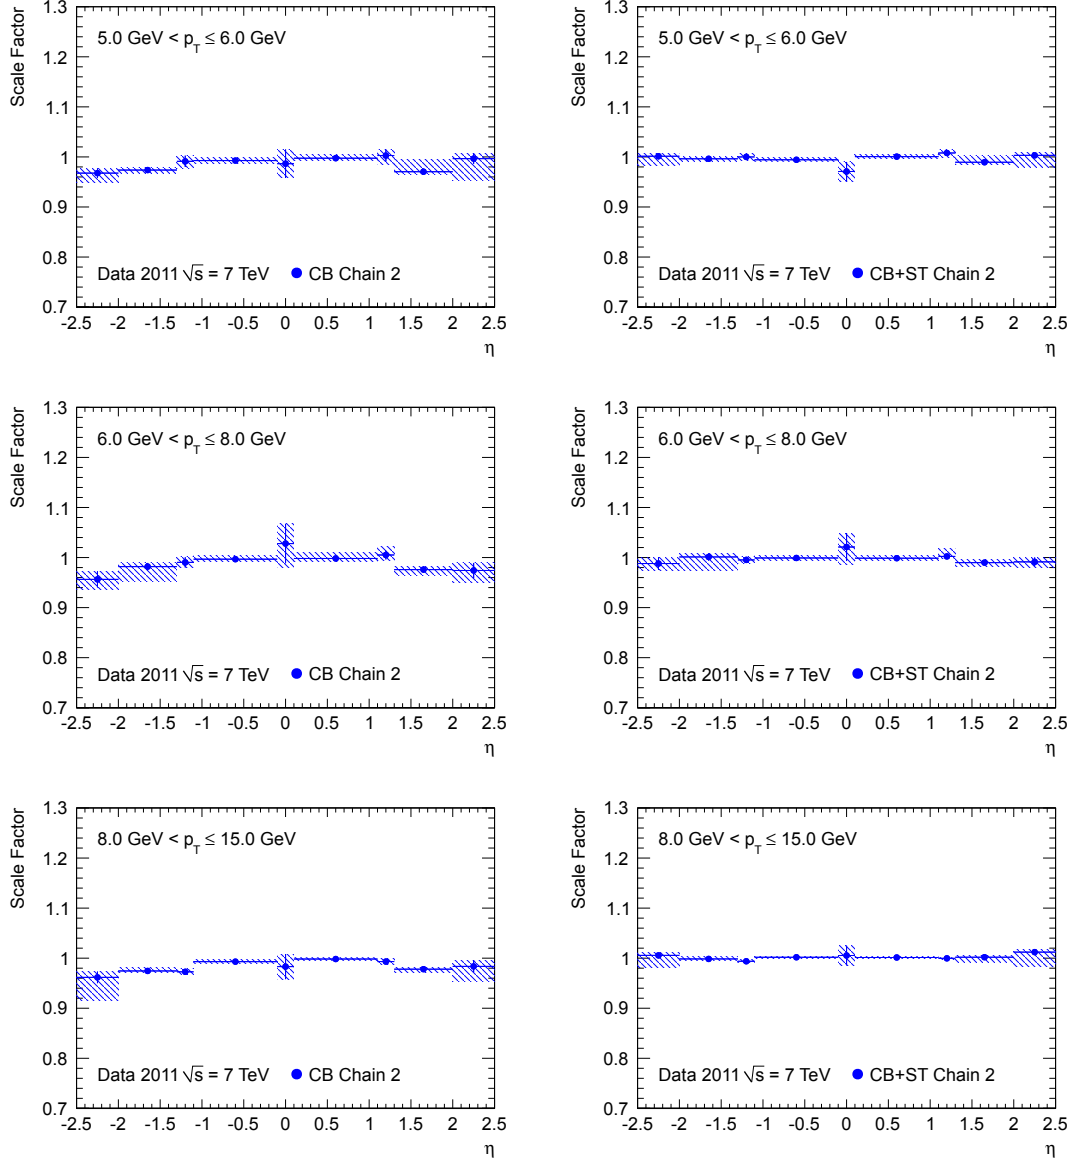 Scale Factor
1.3
1.2
1.1
1
0.9
0.8
0.7
5.0 GeV < p_T ≤ 6.0 GeV
Data 2011 √s = 7 TeV ● CB Chain 2
-2.5 -2 -1.5 -1 -0.5 0 0.5 1 1.5 2 2.5
η
Scale Factor
1.3
1.2
1.1
1
0.9
0.8
0.7
5.0 GeV < p_T ≤ 6.0 GeV
Data 2011 √s = 7 TeV ● CB+ST Chain 2
-2.5 -2 -1.5 -1 -0.5 0 0.5 1 1.5 2 2.5
η
Scale Factor
1.3
1.2
1.1
1
0.9
0.8
0.7
6.0 GeV < p_T ≤ 8.0 GeV
Data 2011 √s = 7 TeV ● CB Chain 2
-2.5 -2 -1.5 -1 -0.5 0 0.5 1 1.5 2 2.5
η
Scale Factor
1.3
1.2
1.1
1
0.9
0.8
0.7
6.0 GeV < p_T ≤ 8.0 GeV
Data 2011 √s = 7 TeV ● CB+ST Chain 2
-2.5 -2 -1.5 -1 -0.5 0 0.5 1 1.5 2 2.5
η
Scale Factor
1.3
1.2
1.1
1
0.9
0.8
0.7
8.0 GeV < p_T ≤ 15.0 GeV
Data 2011 √s = 7 TeV ● CB Chain 2
-2.5 -2 -1.5 -1 -0.5 0 0.5 1 1.5 2 2.5
η
Scale Factor
1.3
1.2
1.1
1
0.9
0.8
0.7
8.0 GeV < p_T ≤ 15.0 GeV
Data 2011 √s = 7 TeV ● CB+ST Chain 2
-2.5 -2 -1.5 -1 -0.5 0 0.5 1 1.5 2 2.5
η